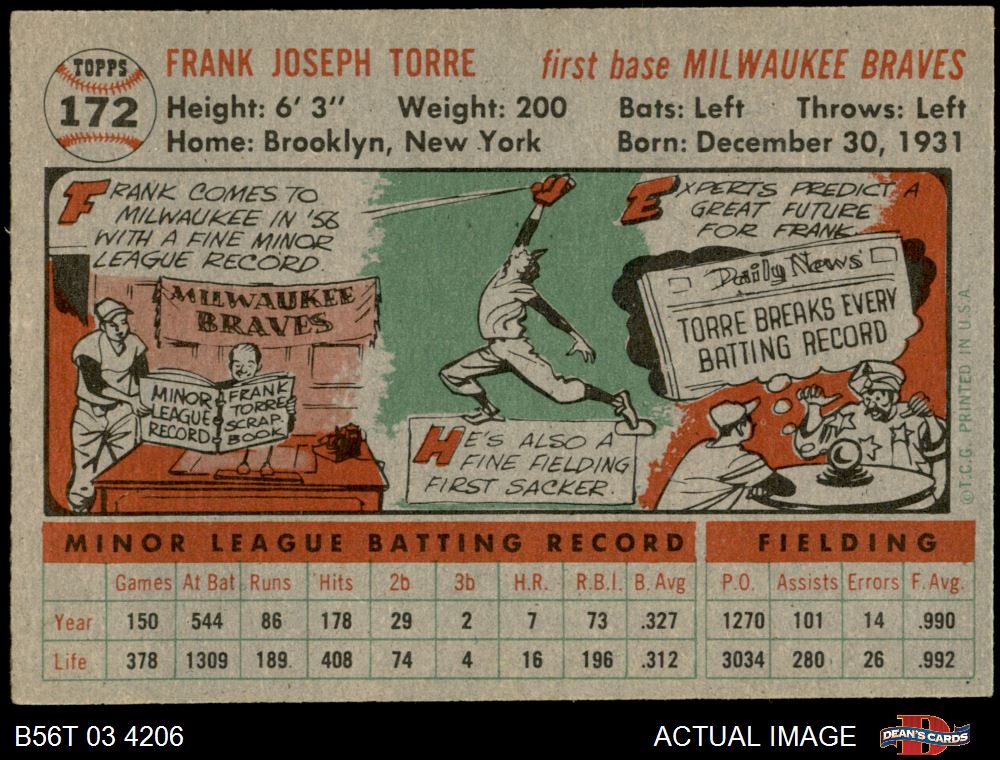 TOPPS
172
FRANK JOSEPH TORRE first base MILWAUKEE BRAVES
Height: 6' 3" Weight: 200 Bats: Left Throws: Left
Home: Brooklyn, New York Born: December 30, 1931
FRANK COMES TO
MILWAUKEE IN '56
WITH A FINE MINOR
LEAGUE RECORD.
MILWAUKEE
BRAVES
MINOR
LEAGUE
RECORD
FRANK
TORRE
SCRAP
BOOK
HE'S ALSO A
FINE FIELDING
FIRST SACKER.
EXPERTS PREDICT A
GREAT FUTURE
FOR FRANK.
Daily News
TORRE BREAKS EVERY
BATTING RECORD
©T.C.G. PRINTED IN U.S.A.
MINOR LEAGUE BATTING RECORD FIELDING
Games At Bat Runs Hits 2b 3b H.R. R.B.I. B. Avg P.O. Assists Errors F. Avg.
Year 150 544 86 178 29 2 7 73 .327 1270 101 14 .990
Life 378 1309 189. 408 74 4 16 196 .312 3034 280 26 .992
B56T 03 4206 ACTUAL IMAGE DEAN'S CARDS